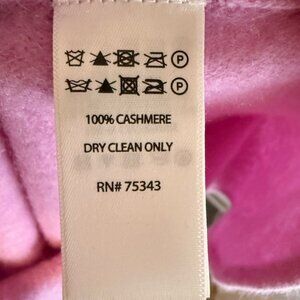 P
P
100% CASHMERE
DRY CLEAN ONLY
RN# 75343